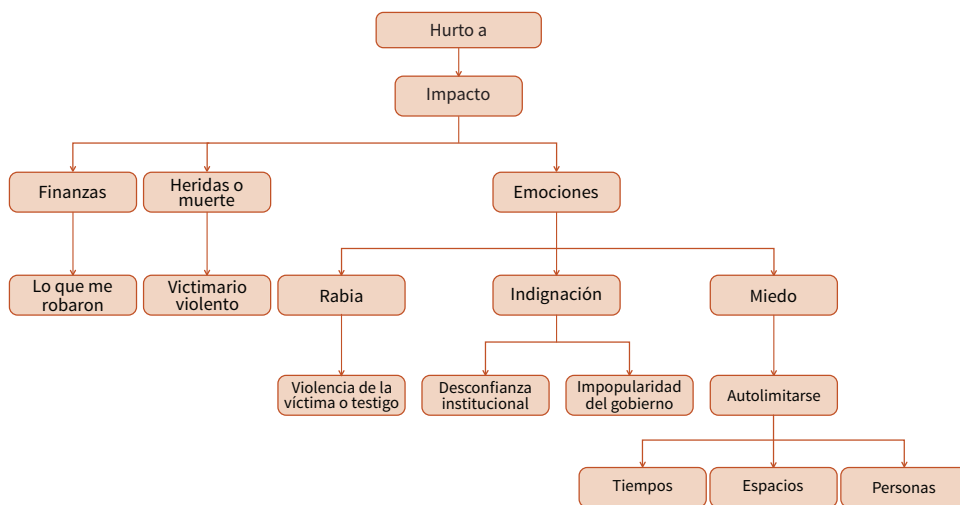 Hurto a
Impacto
Finanzas
Heridas o
muerte
Emociones
Lo que me
robaron
Victimario
violento
Rabia
Indignación
Miedo
Violencia de la
víctima o testigo
Desconfianza
institucional
Impopularidad
del gobierno
Autolimitarse
Tiempos
Espacios
Personas